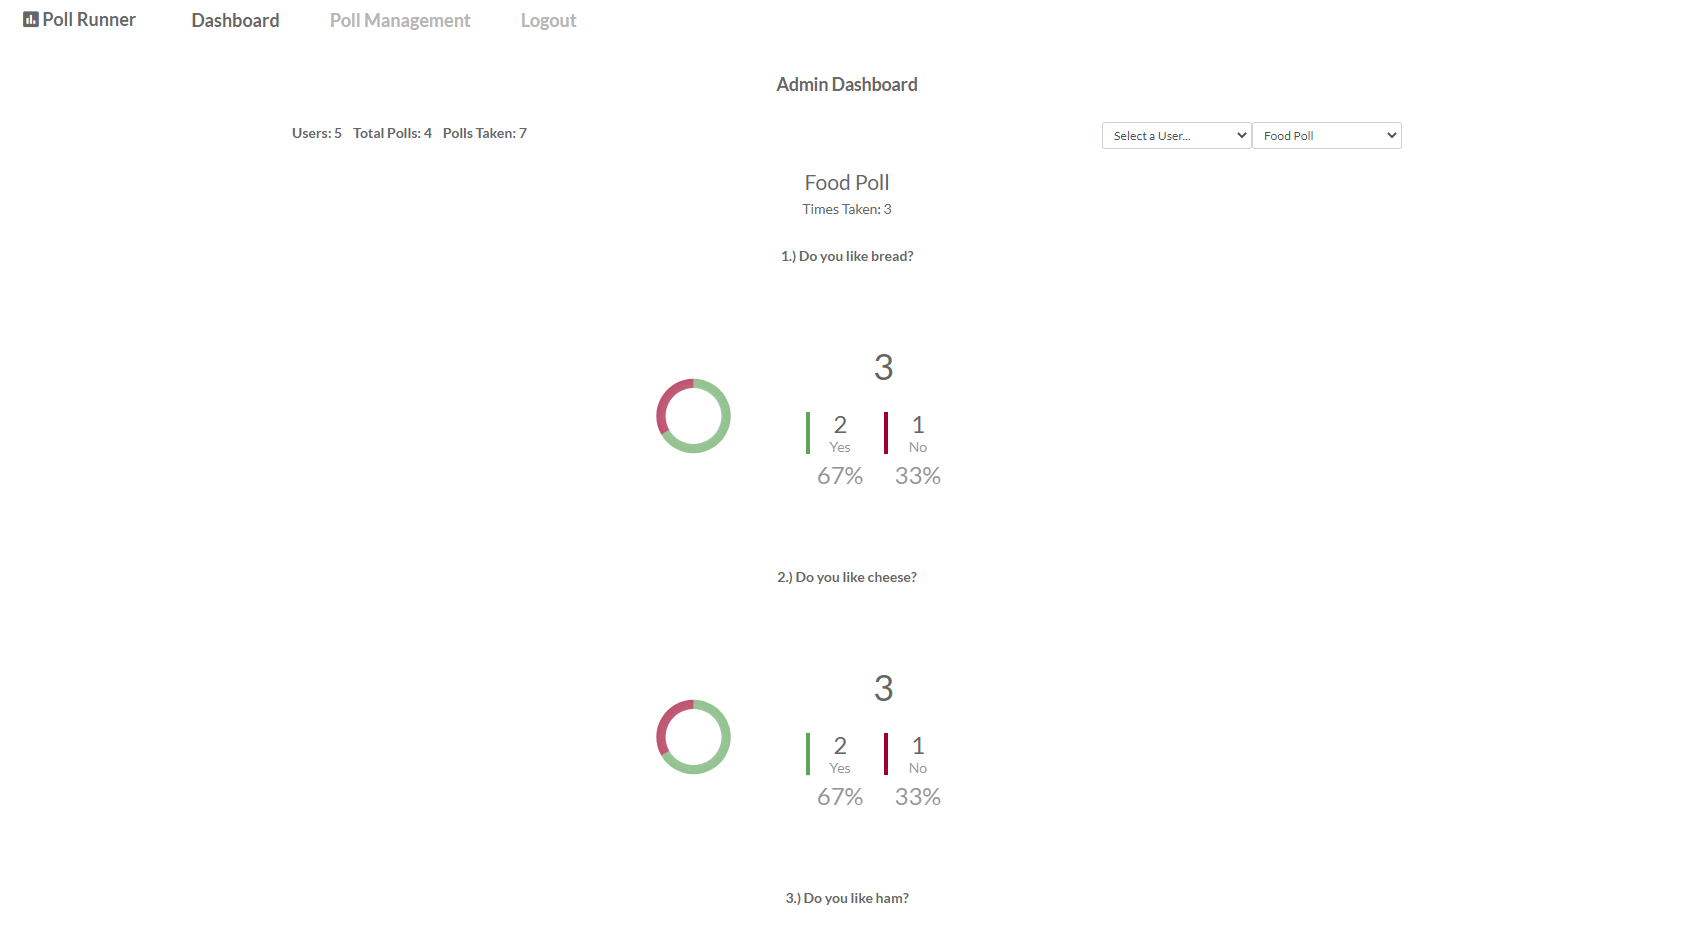 Poll Runner Dashboard Poll Management Logout
Admin Dashboard
Users: 5 Total Polls: 4 Polls Taken: 7 Select a User... Food Poll
Food Poll
Times Taken: 3
1.) Do you like bread?
3
2 1
Yes No
67% 33%
2.) Do you like cheese?
3
2 1
Yes No
67% 33%
3.) Do you like ham?